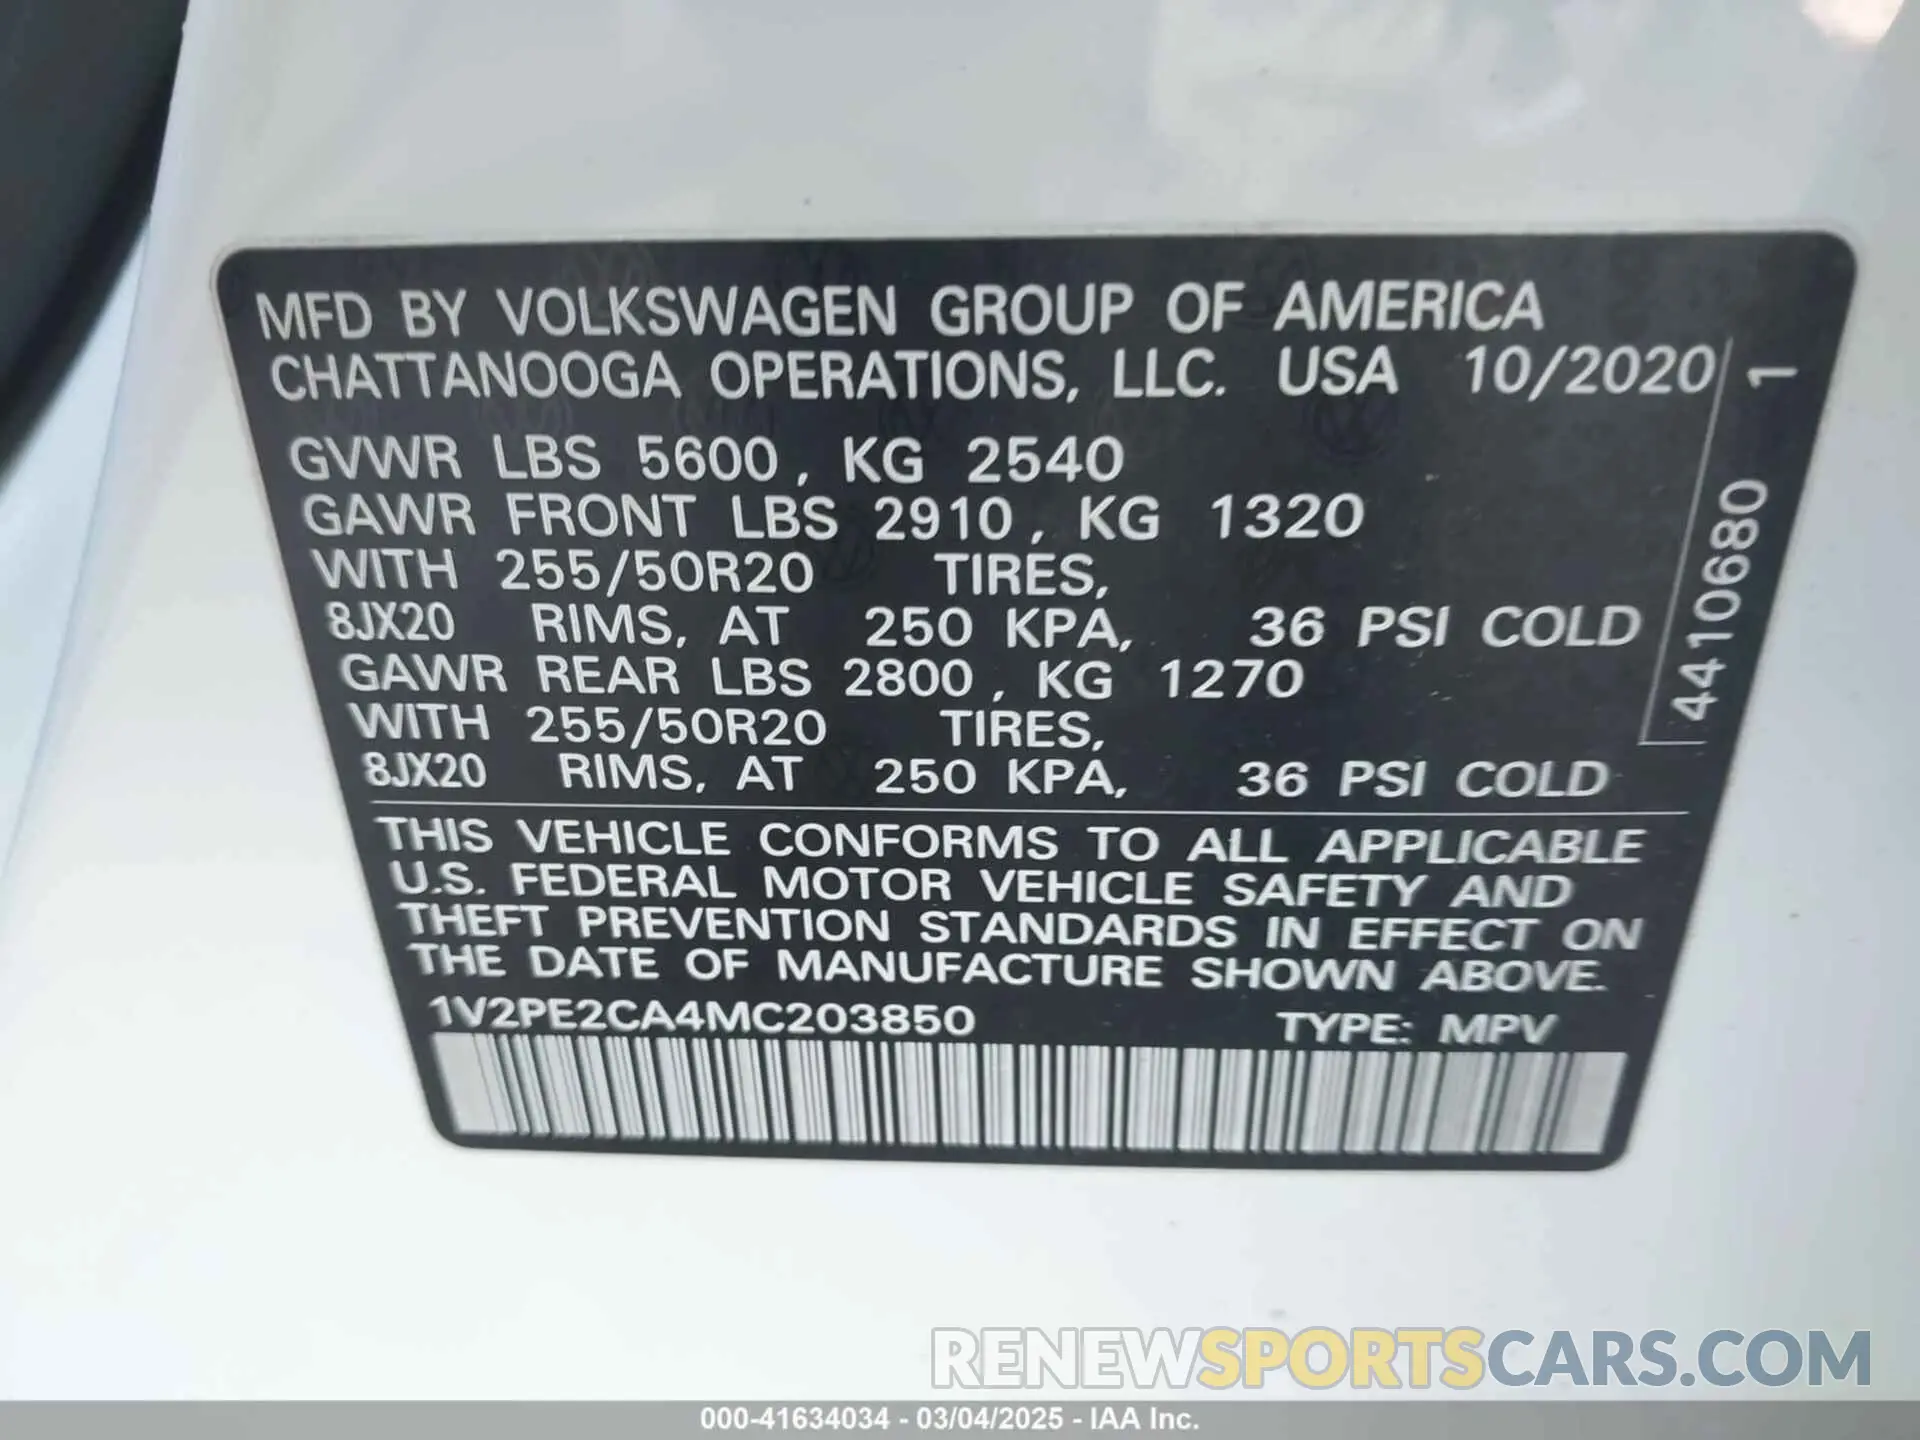 MFD BY VOLKSWAGEN GROUP OF AMERICA
CHATTANOOGA OPERATIONS, LLC. USA 10/2020
GVWR LBS 5600, KG 2540
GAWR FRONT LBS 2910, KG 1320
WITH 255/50R20 TIRES,
8JX20 RIMS, AT 250 KPA, 36 PSI COLD
GAWR REAR LBS 2800, KG 1270
WITH 255/50R20 TIRES,
8JX20 RIMS, AT 250 KPA, 36 PSI COLD
4410680 1
THIS VEHICLE CONFORMS TO ALL APPLICABLE
U.S. FEDERAL MOTOR VEHICLE SAFETY AND
THEFT PREVENTION STANDARDS IN EFFECT ON
THE DATE OF MANUFACTURE SHOWN ABOVE.
1V2PE2CA4MC203850 TYPE: MPV
RENEWSPORTSCARS.COM
000-41634034 - 03/04/2025 - IAA Inc.